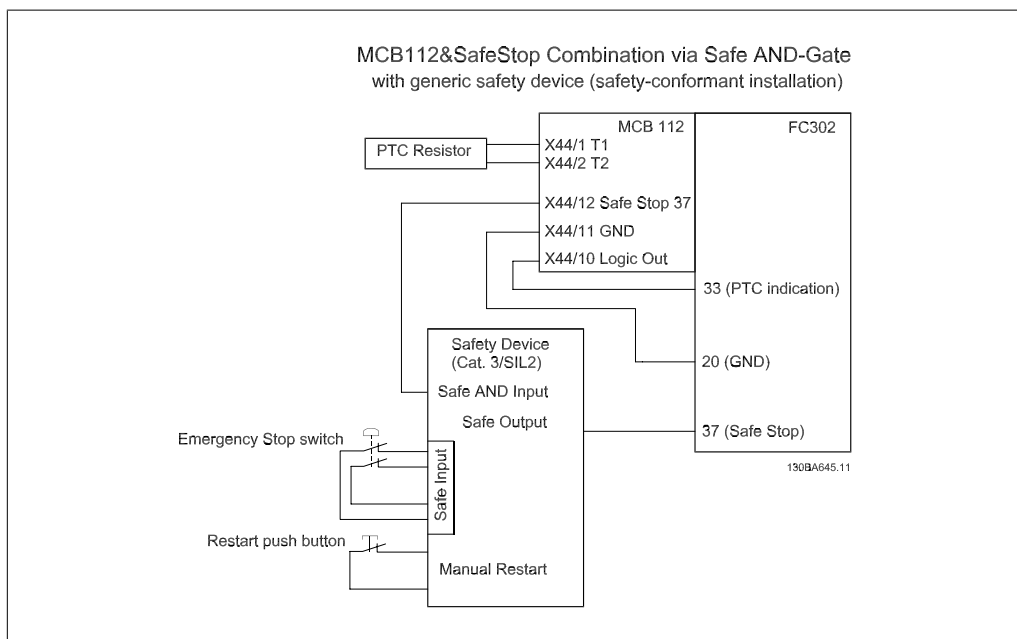 MCB112&SafeStop Combination via Safe AND-Gate
with generic safety device (safety-conformant installation)
MCB 112
FC302
PTC Resistor
X44/1 T1
X44/2 T2
X44/12 Safe Stop 37
X44/11 GND
X44/10 Logic Out
33 (PTC indication)
Safety Device
(Cat. 3/SIL2)
20 (GND)
Safe AND Input
Safe Output
37 (Safe Stop)
Emergency Stop switch
Safe Input
130BA645.11
Restart push button
Manual Restart